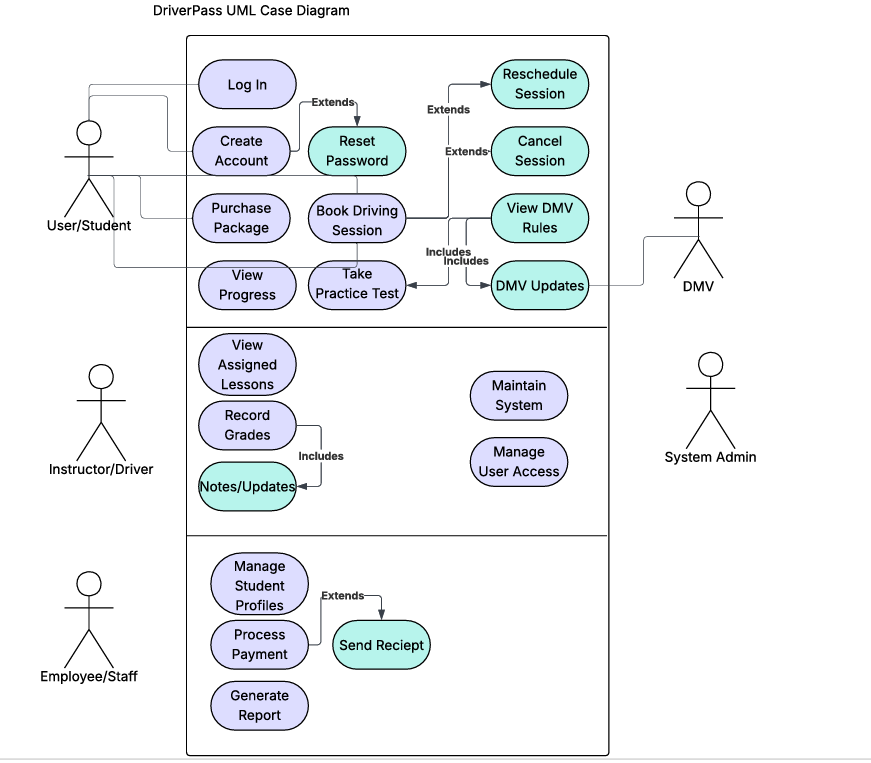 DriverPass UML Case Diagram
Log In
Reschedule
Session
Extends
Extends
Create
Account
Reset
Password
Extends
Cancel
Session
User/Student
Purchase
Package
Book Driving
Session
View DMV
Rules
Includes
Includes
View
Progress
Take
Practice Test
DMV Updates
DMV
View
Assigned
Lessons
Maintain
System
Record
Grades
Includes
Manage
User Access
Instructor/Driver
System Admin
Notes/Updates
Manage
Student
Profiles
Extends
Process
Payment
Send Reciept
Employee/Staff
Generate
Report